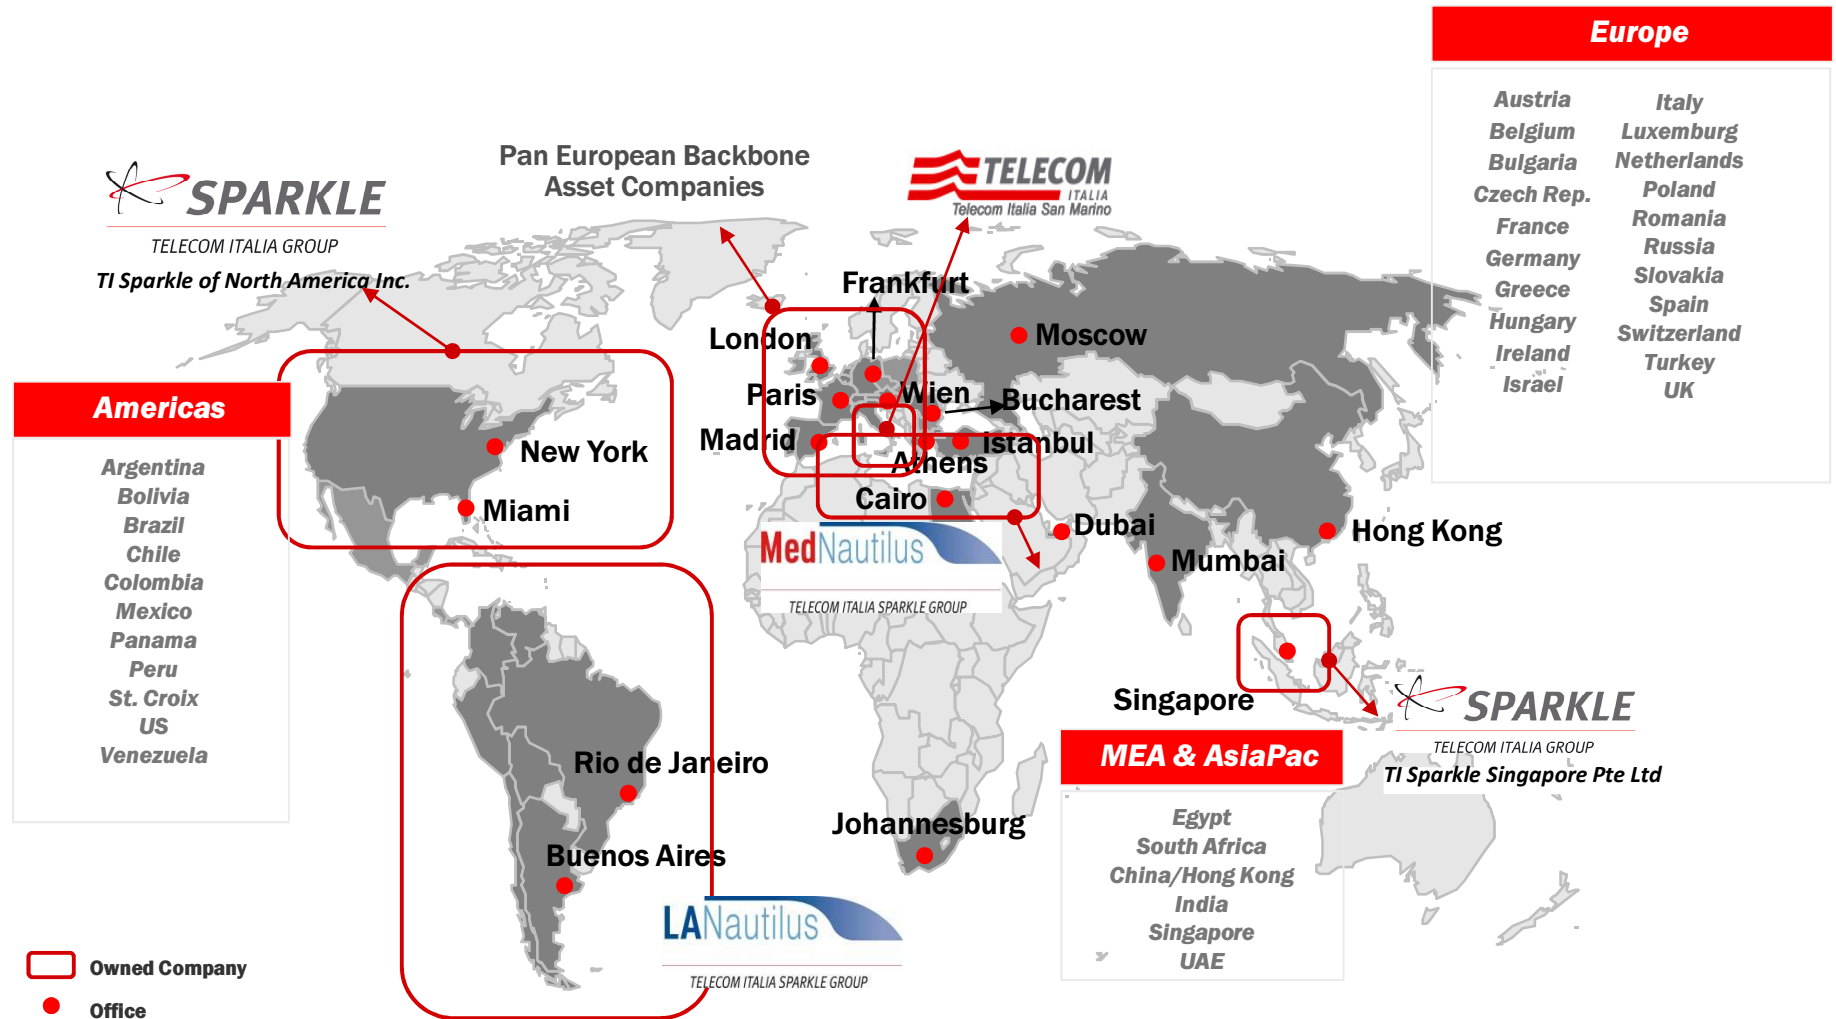 Europe
Austria
Belgium
Bulgaria
Czech Rep.
France
Germany
Greece
Hungary
Ireland
Israel
Italy
Luxemburg
Netherlands
Poland
Romania
Russia
Slovakia
Spain
Switzerland
Turkey
UK
Pan European Backbone
Asset Companies
TELECOM
ITALIA
Telecom Italia San Marino
SPARKLE
TELECOM ITALIA GROUP
TI Sparkle of North America Inc.
Americas
Argentina
Bolivia
Brazil
Chile
Colombia
Mexico
Panama
Peru
St. Croix
US
Venezuela
Frankfurt
London
Moscow
Paris
Wien
Bucharest
Madrid
Istanbul
Athens
New York
Cairo
Miami
Dubai
Hong Kong
Mumbai
MedNautilus
TELECOM ITALIA SPARKLE GROUP
Singapore
SPARKLE
TELECOM ITALIA GROUP
TI Sparkle Singapore Pte Ltd
MEA & AsiaPac
Egypt
South Africa
China/Hong Kong
India
Singapore
UAE
Rio de Janeiro
Johannesburg
Buenos Aires
LANautilus
TELECOM ITALIA SPARKLE GROUP
Owned Company
Office